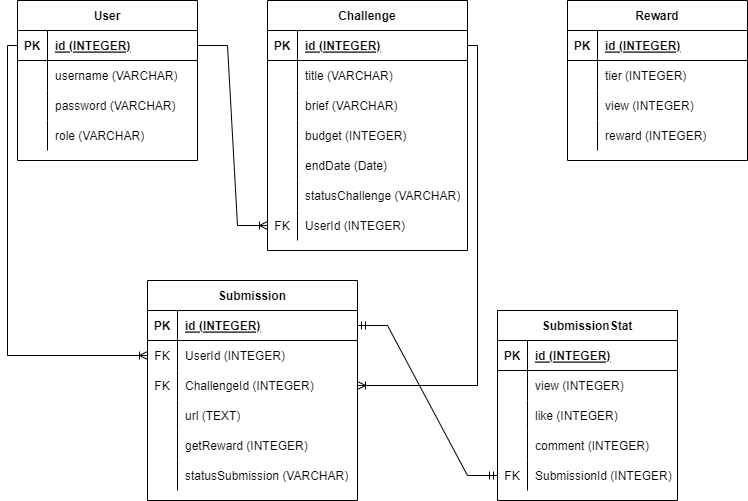 User
PK id (INTEGER)
username (VARCHAR)
password (VARCHAR)
role (VARCHAR)
Challenge
PK id (INTEGER)
title (VARCHAR)
brief (VARCHAR)
budget (INTEGER)
endDate (Date)
statusChallenge (VARCHAR)
FK UserId (INTEGER)
Reward
PK id (INTEGER)
tier (INTEGER)
view (INTEGER)
reward (INTEGER)
Submission
PK id (INTEGER)
FK UserId (INTEGER)
FK ChallengeId (INTEGER)
url (TEXT)
getReward (INTEGER)
statusSubmission (VARCHAR)
SubmissionStat
PK id (INTEGER)
view (INTEGER)
like (INTEGER)
comment (INTEGER)
FK SubmissionId (INTEGER)